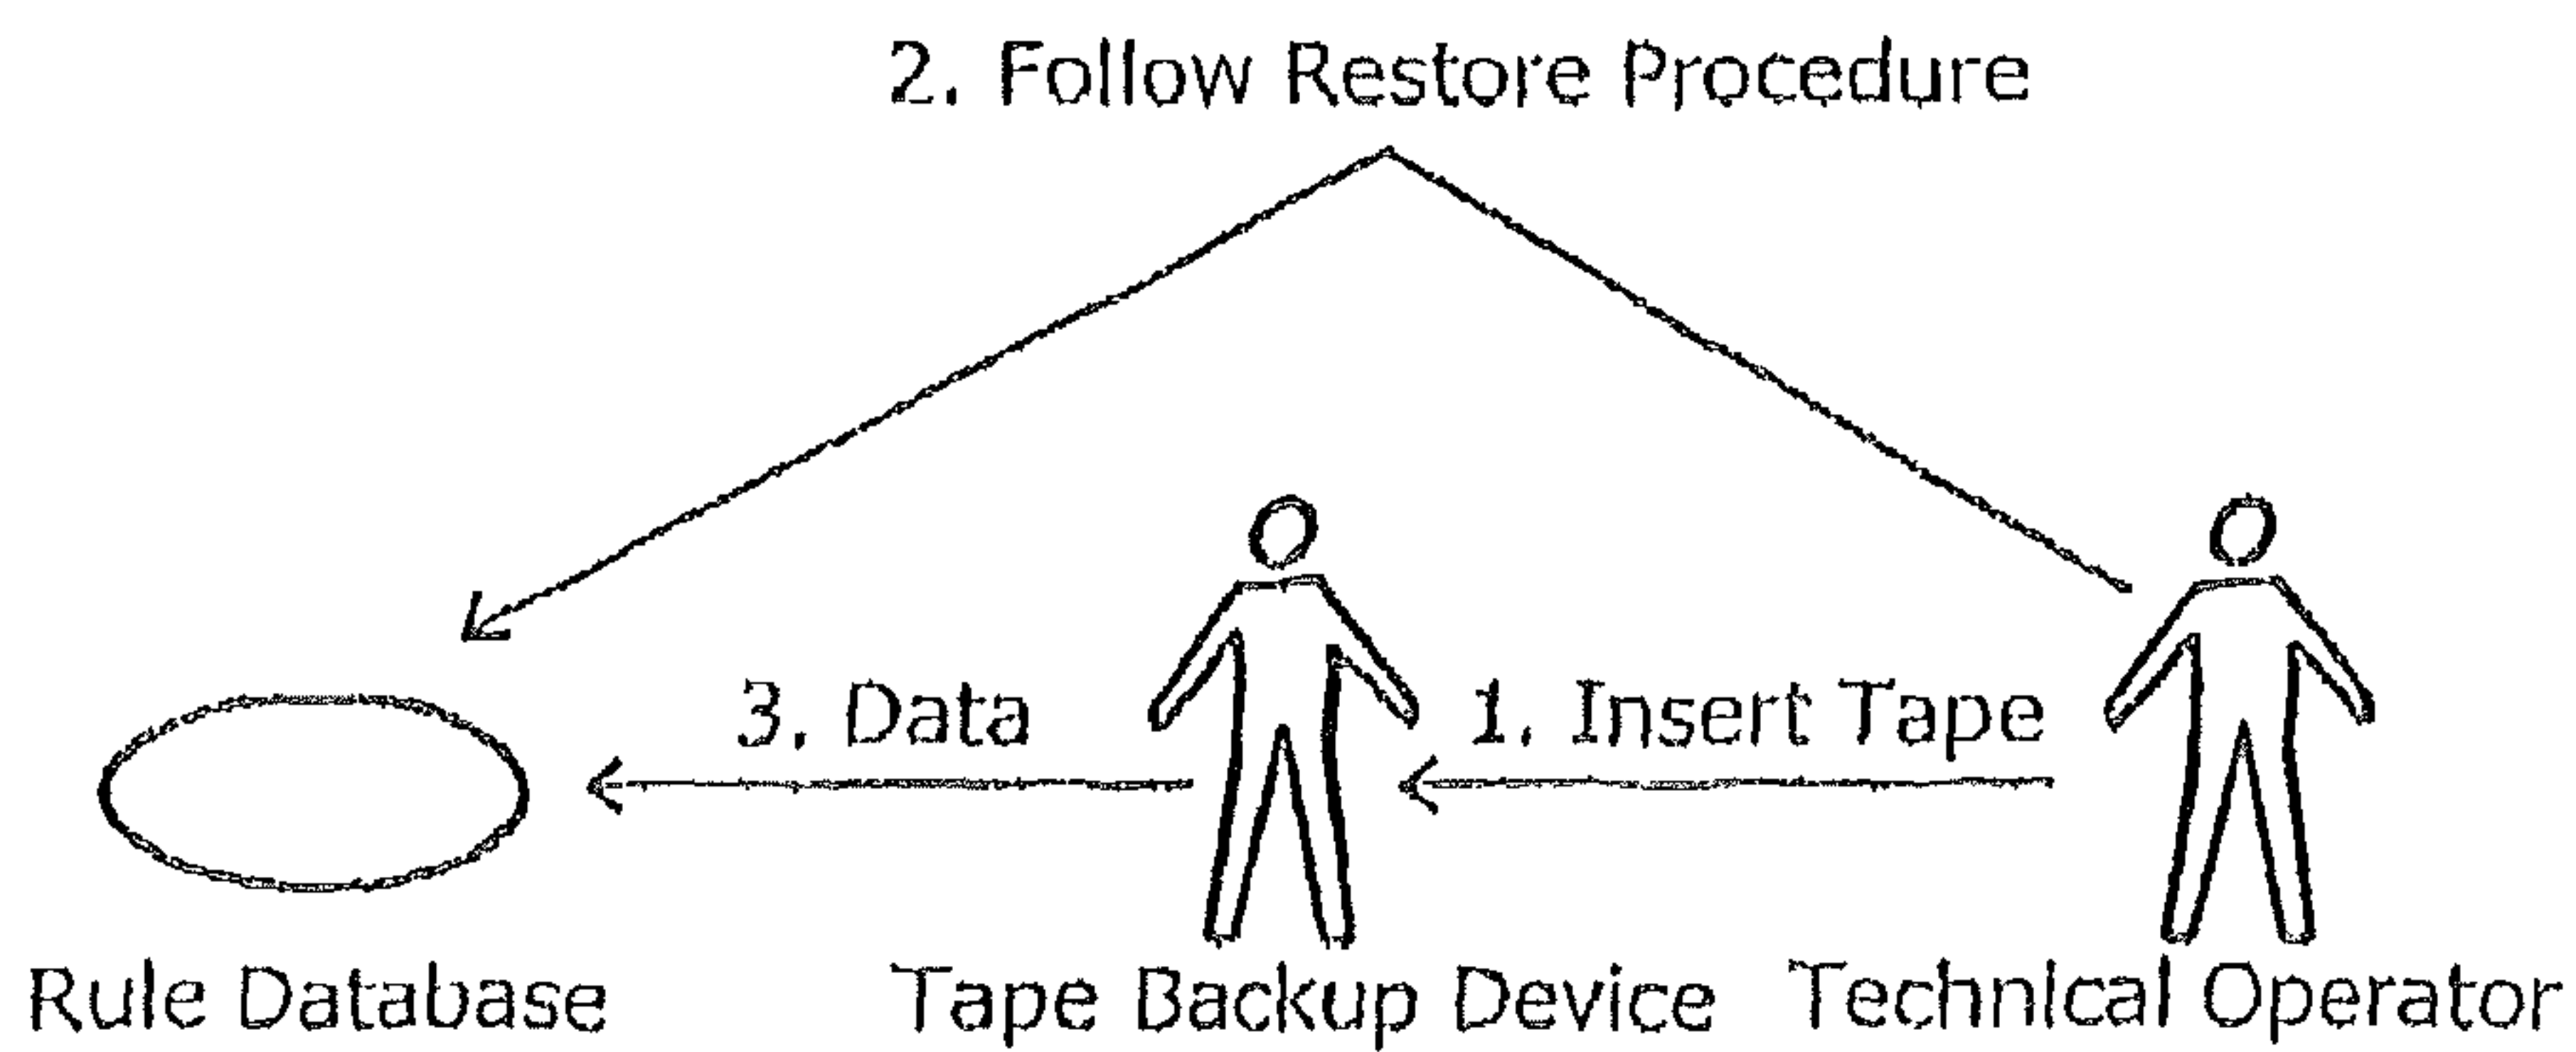 2. Follow Restore Procedure
3. Data
1. Insert Tape
Rule Database
Tape Backup Device
Technical Operator